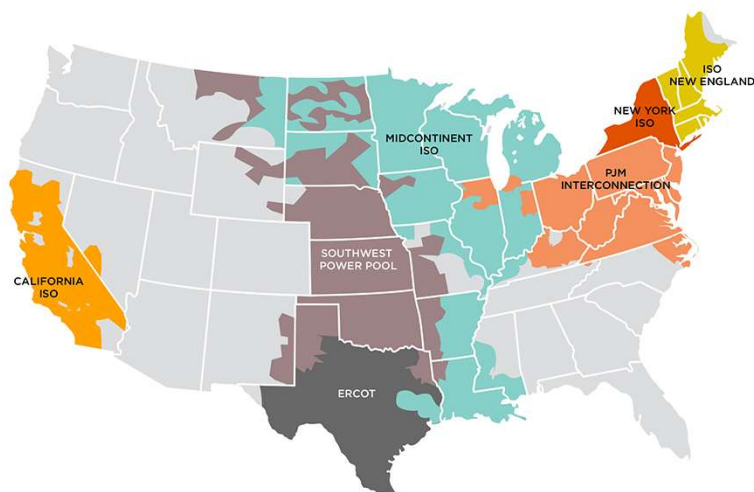 ISO
NEW ENGLAND
NEW YORK
ISO
MIDCONTINENT
ISO
PJM
INTERCONNECTION
SOUTHWEST
POWER POOL
CALIFORNIA
ISO
ERCOT